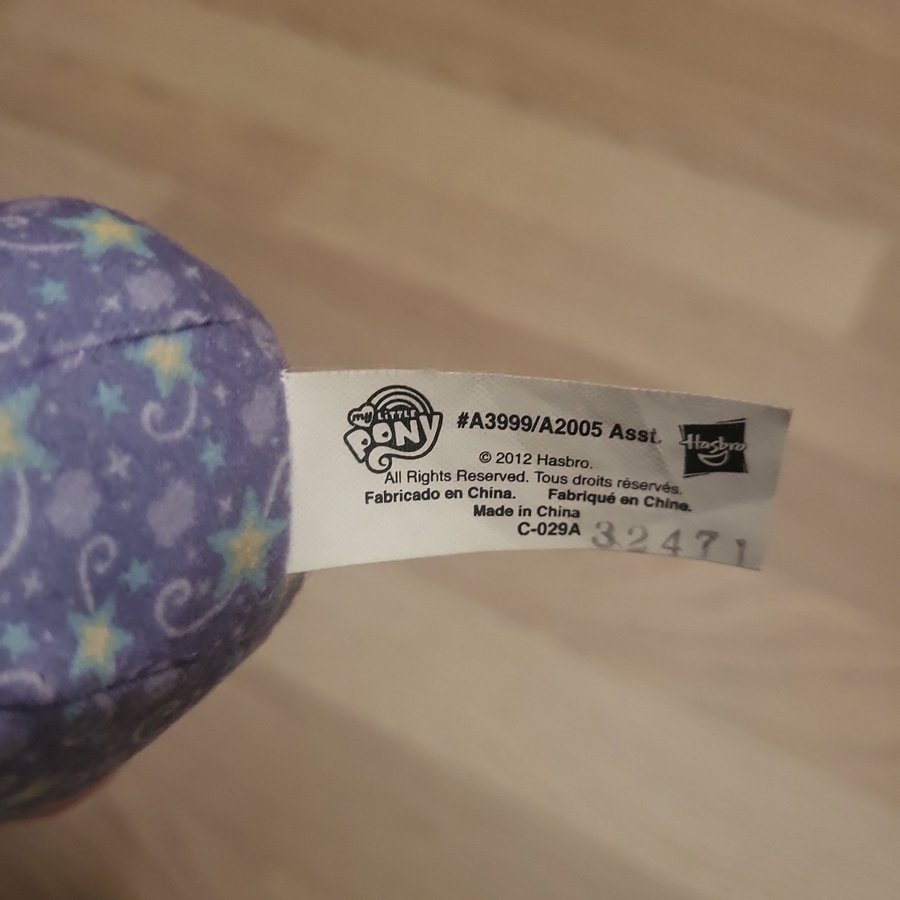 my LITTLE PONY
#A3999/A2005 Asst.
Hasbro
© 2012 Hasbro.
All Rights Reserved. Tous droits réservés.
Fabricado en China. Fabriqué en Chine.
Made in China
C-029A 32471